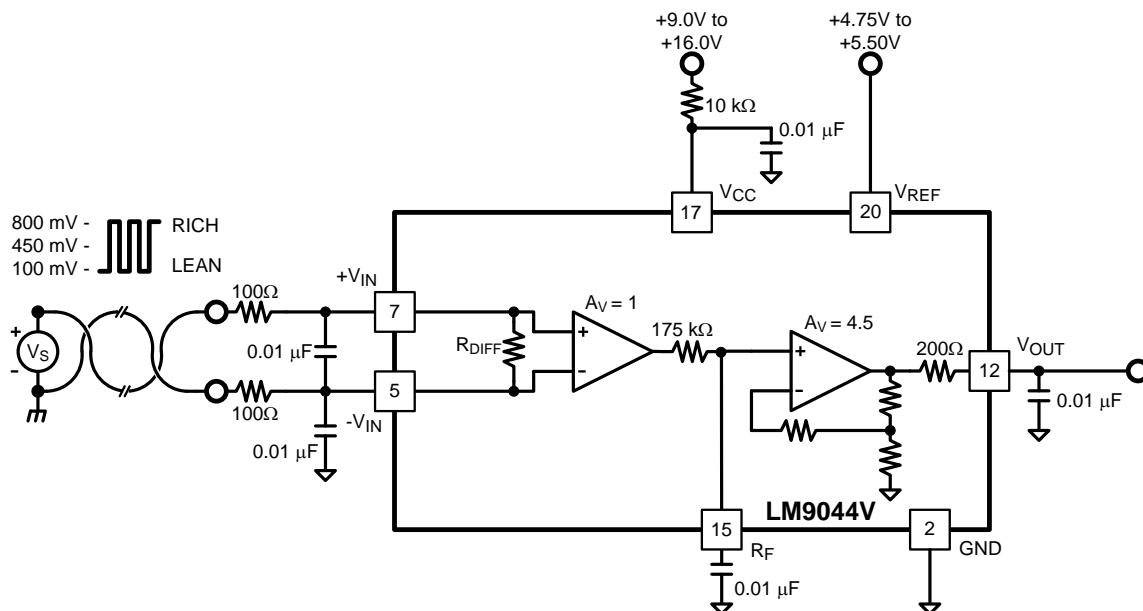 +9.0V to
+16.0V
+4.75V to
+5.50V
10 kΩ
0.01 μF
VCC
VREF
17
20
800 mV -
450 mV -
100 mV -
RICH
LEAN
+VIN
100Ω
7
AV = 1
175 kΩ
AV = 4.5
RDIFF
200Ω
VOUT
12
+
VS
-
0.01 μF
+
-
+
-
5
0.01 μF
100Ω
-VIN
0.01 μF
LM9044V
15
2
RF
GND
0.01 μF